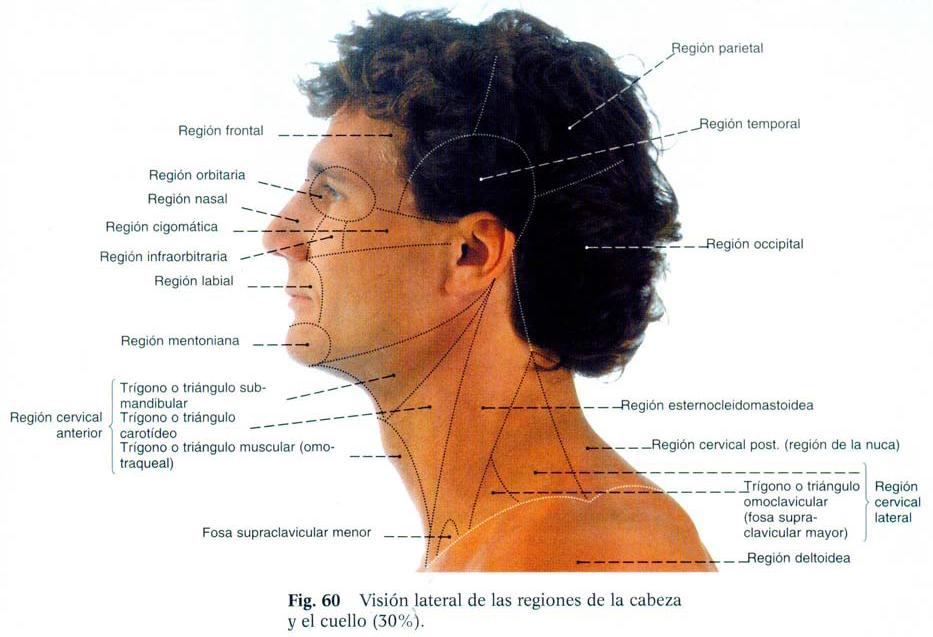 Región parietal
Región temporal
Región frontal
Región orbitaria
Región nasal
Región cigomática
Región occipital
Región infraorbitaria
Región labial
Región mentoniana
Región cervical
anterior
Trígono o triángulo sub-
mandibular
Trígono o triángulo
carotídeo
Trígono o triángulo muscular (omo-
traqueal)
Región esternocleidomastoidea
Región cervical post. (región de la nuca)
Trígono o triángulo
omoclavicular
(fosa supra-
clavicular mayor)
Región
cervical
lateral
Fosa supraclavicular menor
Región deltoidea
Fig. 60 Visión lateral de las regiones de la cabeza
y el cuello (30%).